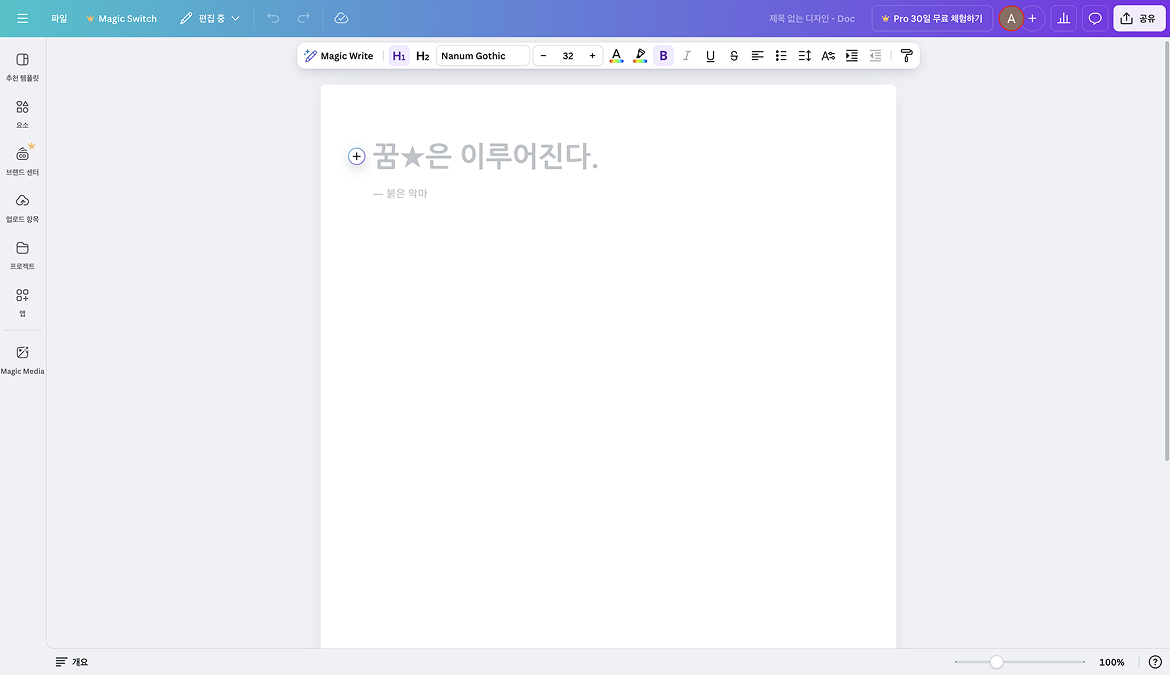 파일 Magic Switch 편집 중 제목 없는 디자인 - Doc Pro 30일 무료 체험하기 A + 공유
Magic Write H1 H2 Nanum Gothic − 32 + A B I U S
추천 템플릿
요소
브랜드 센터
업로드 항목
프로젝트
앱
Magic Media
꿈★은 이루어진다.
— 붉은 악마
개요 100% ?